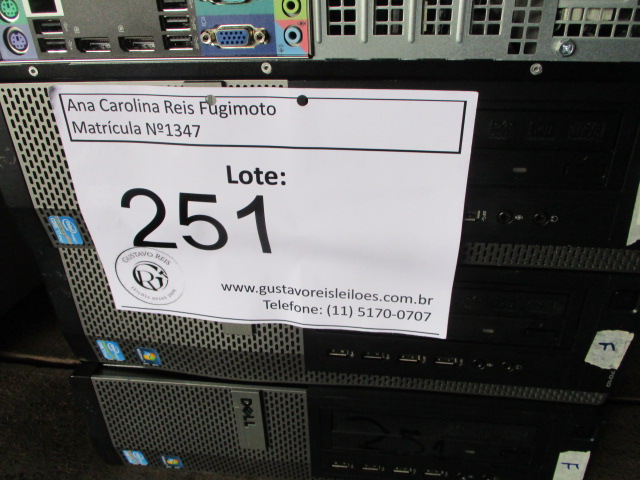 Ana Carolina Reis Fugimoto
Matrícula Nº1347
Lote:
251
GUSTAVO REIS
www.gustavoreisleiloes.com.br
Telefone: (11) 5170-0707
F
DELL
251
F